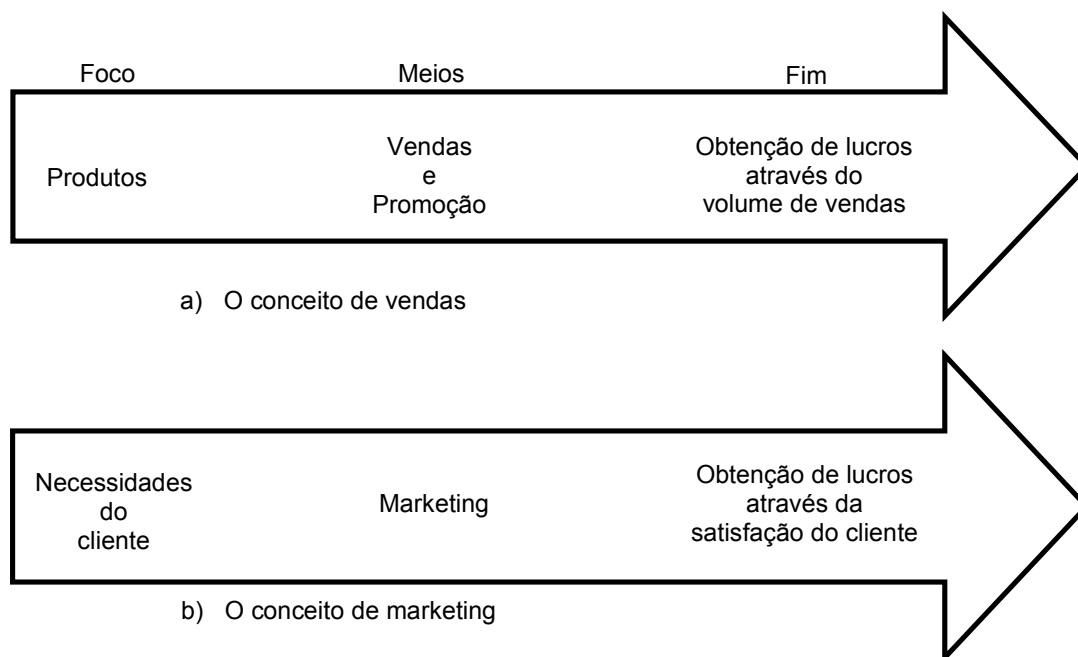 Foco
Meios
Fim
Produtos
Vendas
e
Promoção
Obtenção de lucros
através do
volume de vendas
a) O conceito de vendas
Necessidades
do
cliente
Marketing
Obtenção de lucros
através da
satisfação do cliente
b) O conceito de marketing